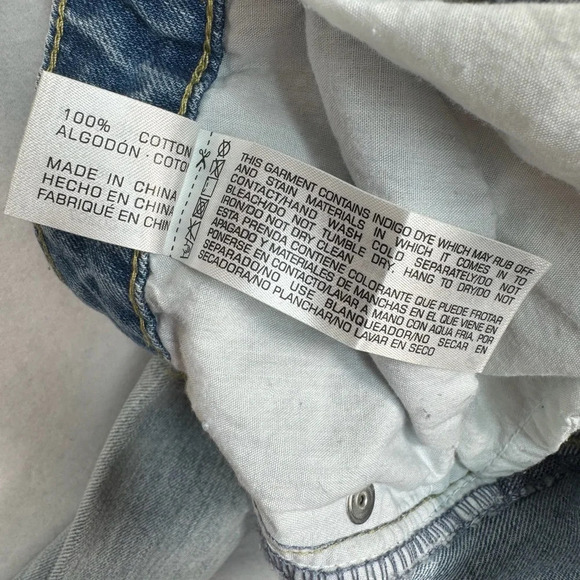 100% COTTON
ALGODÓN · COTO
MADE IN CHINA
HECHO EN CHINA
FABRIQUÉ EN CHIN
THIS GARMENT CONTAINS INDIGO DYE WHICH MAY RUB OFF
AND STAIN MATERIALS IN WHICH IT COMES IN TO
CONTACT/HAND WASH COLD SEPARATELY/DO NOT
BLEACH/DO NOT TUMBLE DRY, HANG TO DRY/DO NOT
IRON/DO NOT DRY CLEAN
ESTA PRENDA CONTIENE COLORANTE QUE PUEDE FROTAR
APAGADO Y MATERIALES DE MANCHAS EN EL QUE VIENE EN
PONERSE EN CONTACTO/LAVAR A MANO CON AGUA FRIA, POR
SEPARADO/NO USE BLANQUEADOR/NO SECAR EN
SECADORA/NO PLANCHAR/NO LAVAR EN SECO